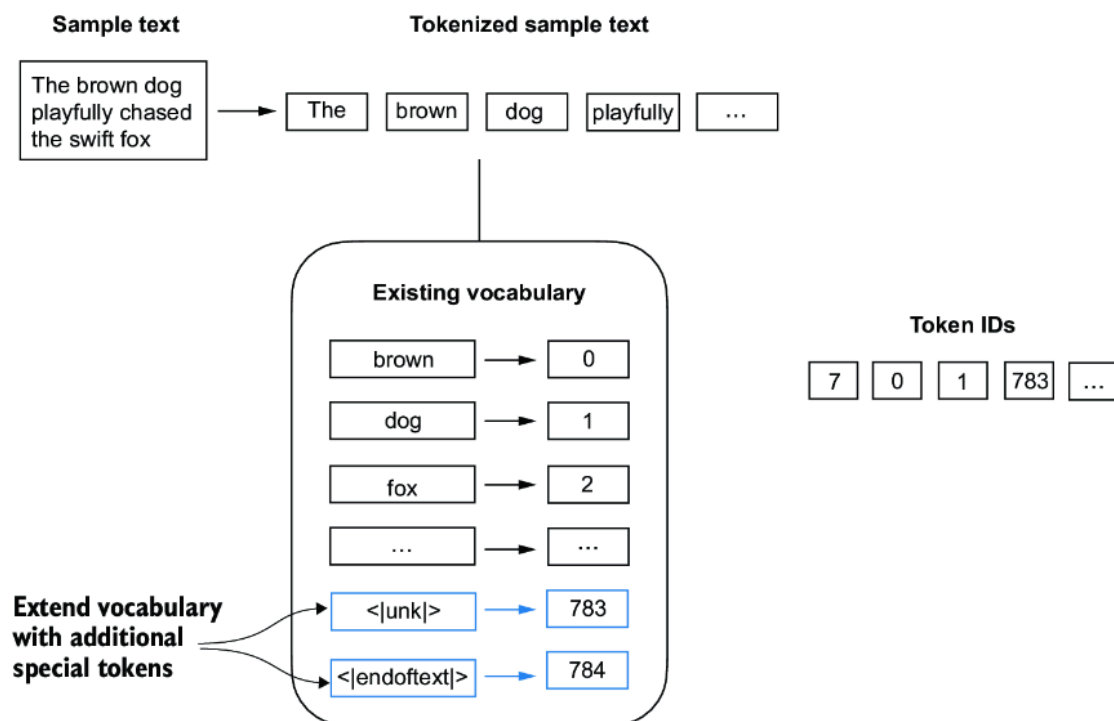 Sample text
Tokenized sample text
The brown dog
playfully chased
the swift fox
The
brown
dog
playfully
...
Existing vocabulary
brown
0
dog
1
fox
2
...
...
<|unk|>
783
<|endoftext|>
784
Extend vocabulary
with additional
special tokens
Token IDs
7
0
1
783
...